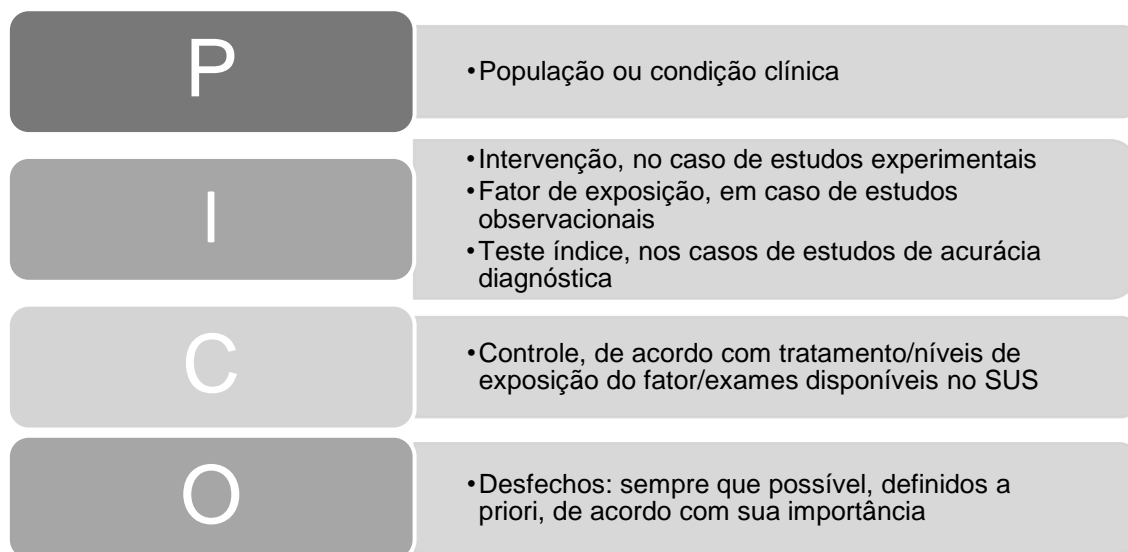 P
•População ou condição clínica
I
•Intervenção, no caso de estudos experimentais
•Fator de exposição, em caso de estudos
observacionais
•Teste índice, nos casos de estudos de acurácia
diagnóstica
C
•Controle, de acordo com tratamento/níveis de
exposição do fator/exames disponíveis no SUS
O
•Desfechos: sempre que possível, definidos a
priori, de acordo com sua importância